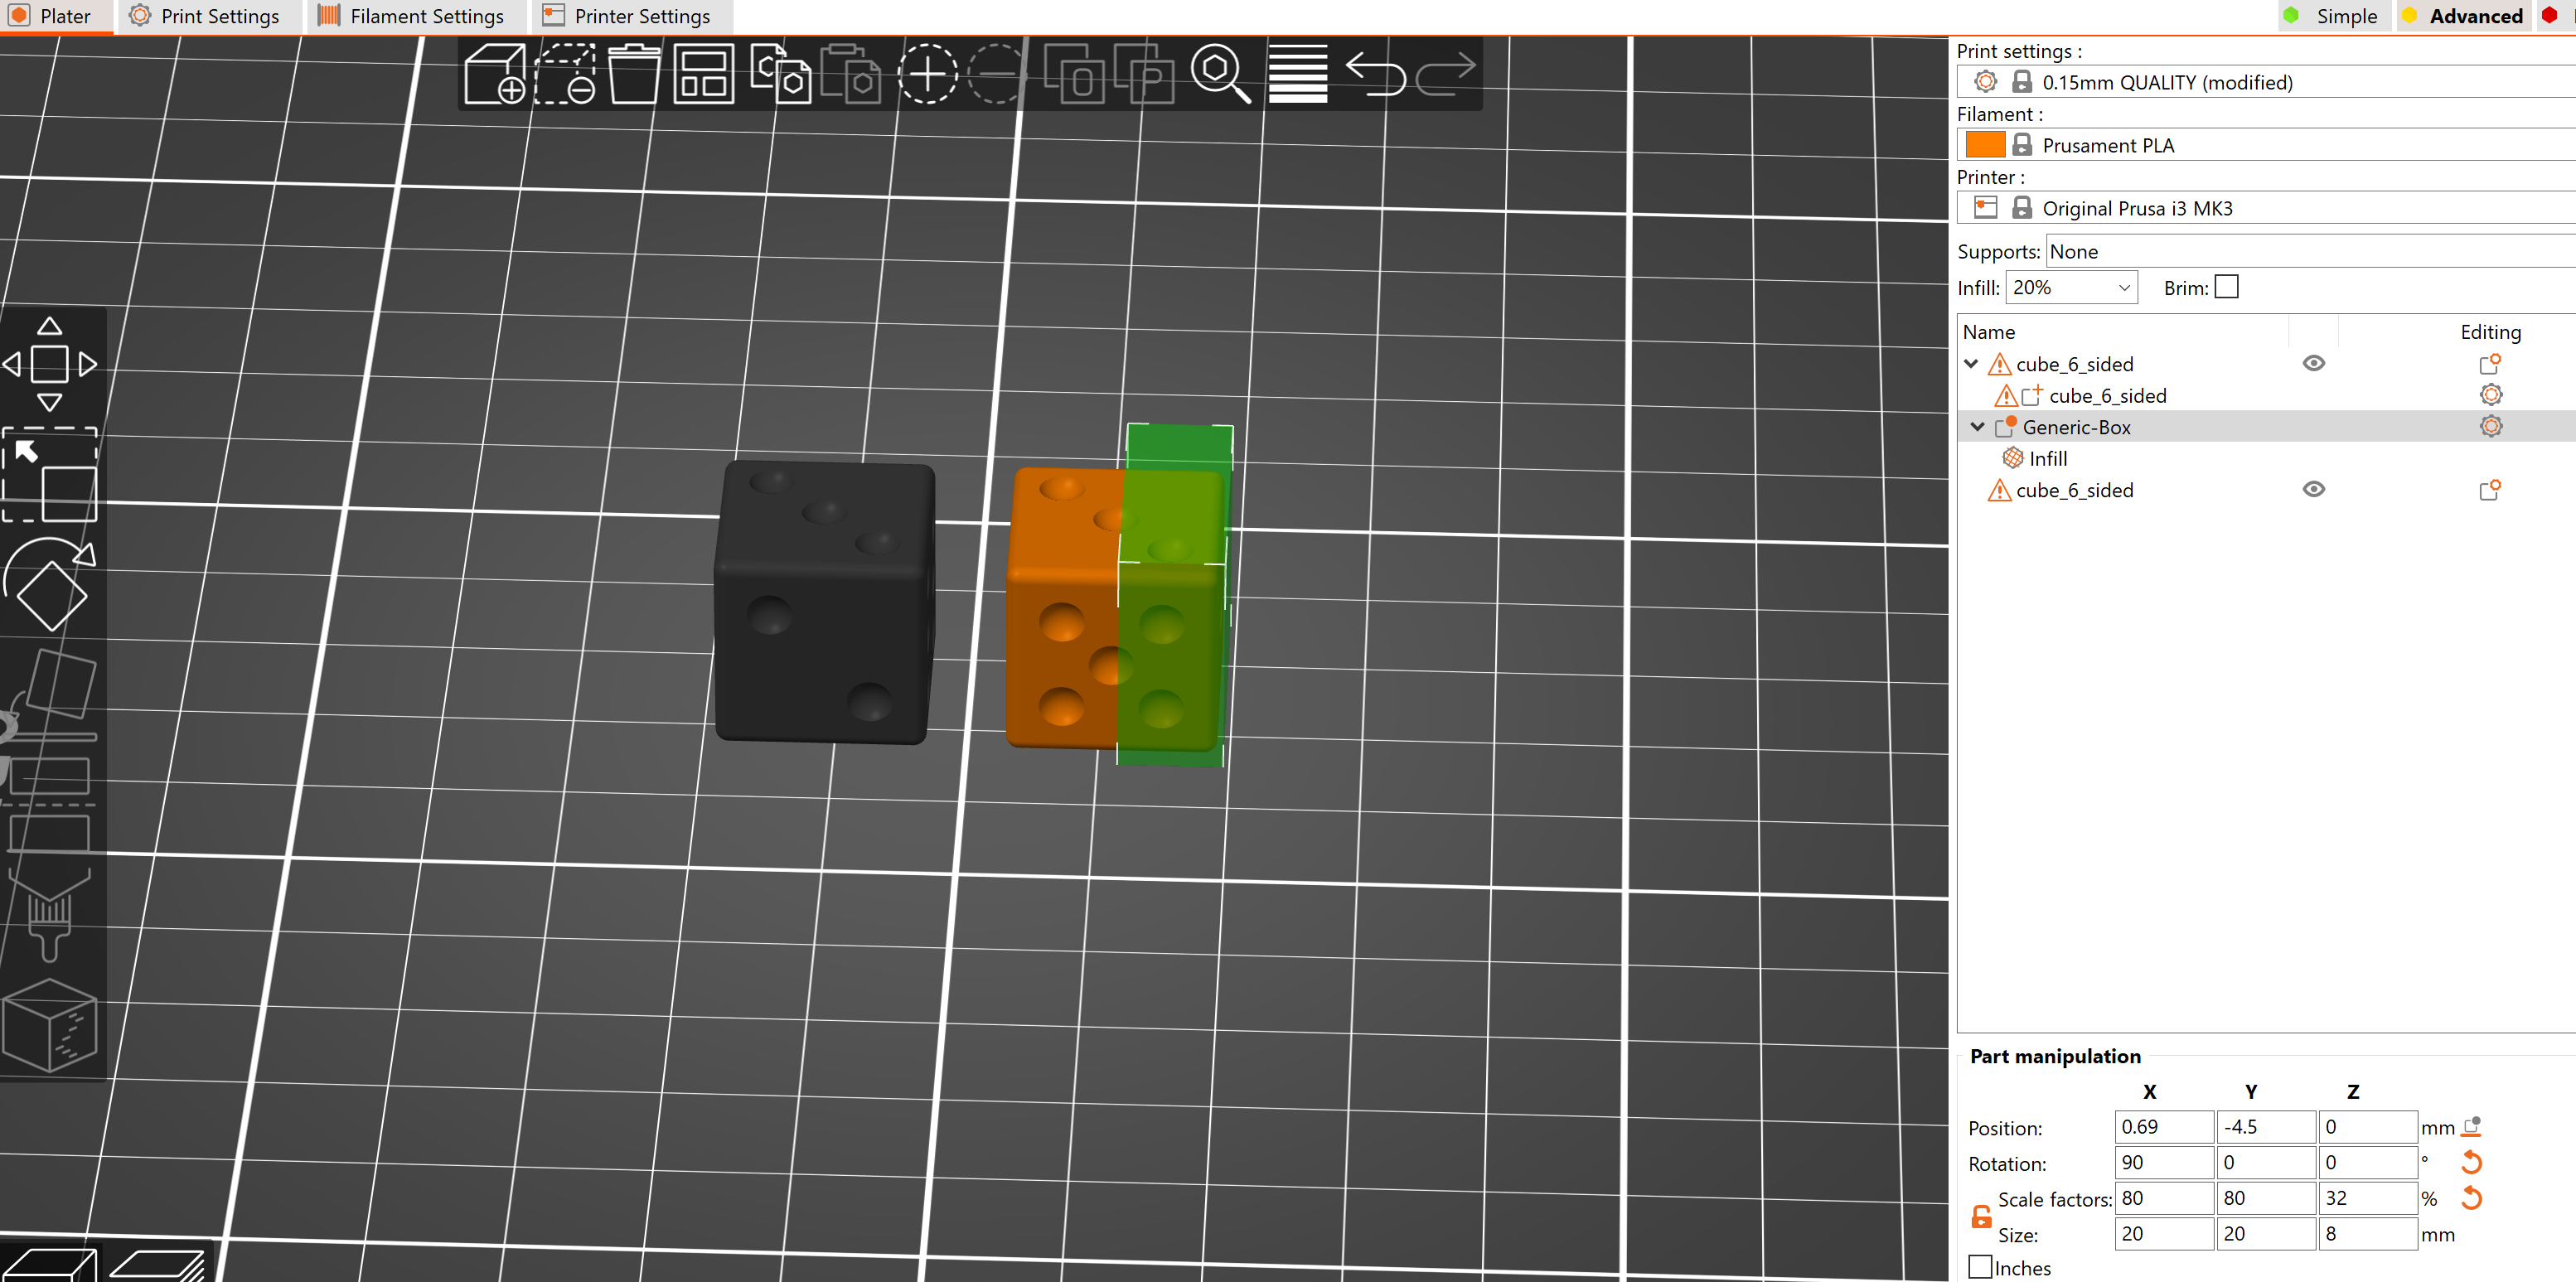 Plater Print Settings Filament Settings Printer Settings Simple Advanced
Print settings :
0.15mm QUALITY (modified)
Filament :
Prusament PLA
Printer :
Original Prusa i3 MK3
Supports: None
Infill: 20% Brim:
Name Editing
cube_6_sided
cube_6_sided
Generic-Box
Infill
cube_6_sided
Part manipulation
X Y Z
Position: 0.69 -4.5 0 mm
Rotation: 90 0 0 °
Scale factors: 80 80 32 %
Size: 20 20 8 mm
Inches